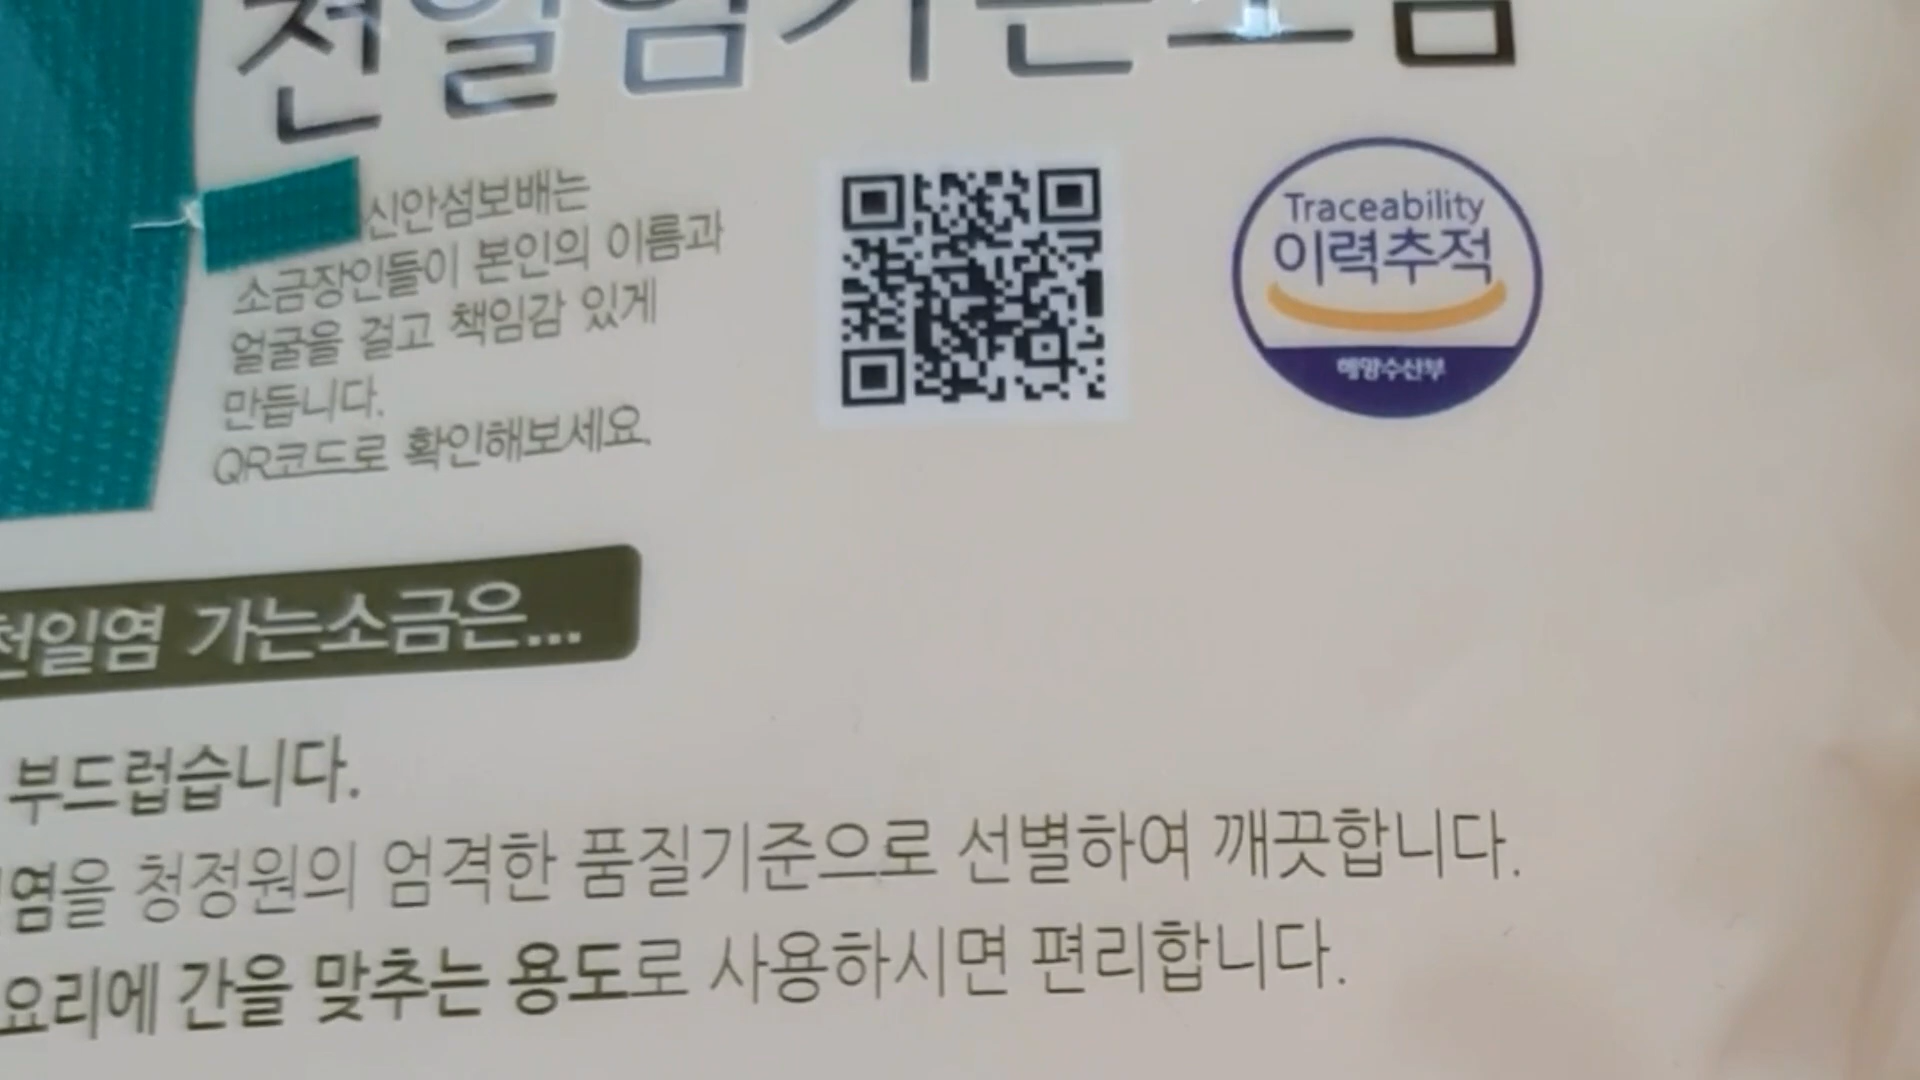 천일염가는소금
신안섬보배는
소금장인들이 본인의 이름과
얼굴을 걸고 책임감 있게
만듭니다.
QR코드로 확인해보세요.
Traceability
이력추적
해양수산부
천일염 가는소금은...
부드럽습니다.
염을 청정원의 엄격한 품질기준으로 선별하여 깨끗합니다.
요리에 간을 맞추는 용도로 사용하시면 편리합니다.